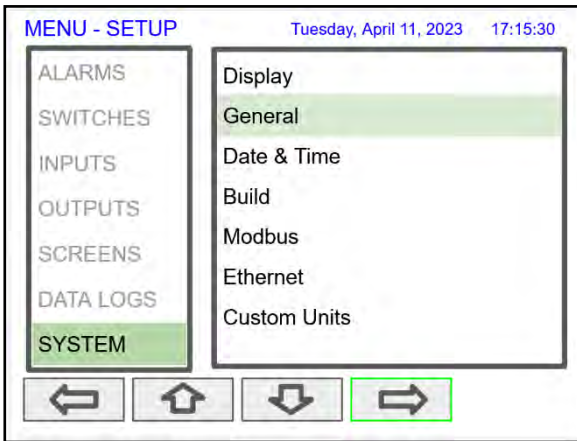 MENU - SETUP Tuesday, April 11, 2023 17:15:30
ALARMS
SWITCHES
INPUTS
OUTPUTS
SCREENS
DATA LOGS
SYSTEM
Display
General
Date & Time
Build
Modbus
Ethernet
Custom Units